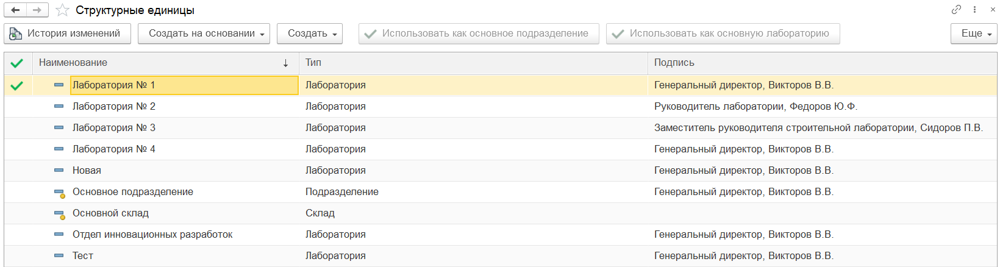 Структурные единицы
История изменений Создать на основании Создать Использовать как основное подразделение Использовать как основную лабораторию Еще
Наименование Тип Подпись
Лаборатория № 1 Лаборатория Генеральный директор, Викторов В.В.
Лаборатория № 2 Лаборатория Руководитель лаборатории, Федоров Ю.Ф.
Лаборатория № 3 Лаборатория Заместитель руководителя строительной лаборатории, Сидоров П.В.
Лаборатория № 4 Лаборатория Генеральный директор, Викторов В.В.
Новая Лаборатория Генеральный директор, Викторов В.В.
Основное подразделение Подразделение Генеральный директор, Викторов В.В.
Основной склад Склад
Отдел инновационных разработок Лаборатория Генеральный директор, Викторов В.В.
Тест Лаборатория Генеральный директор, Викторов В.В.